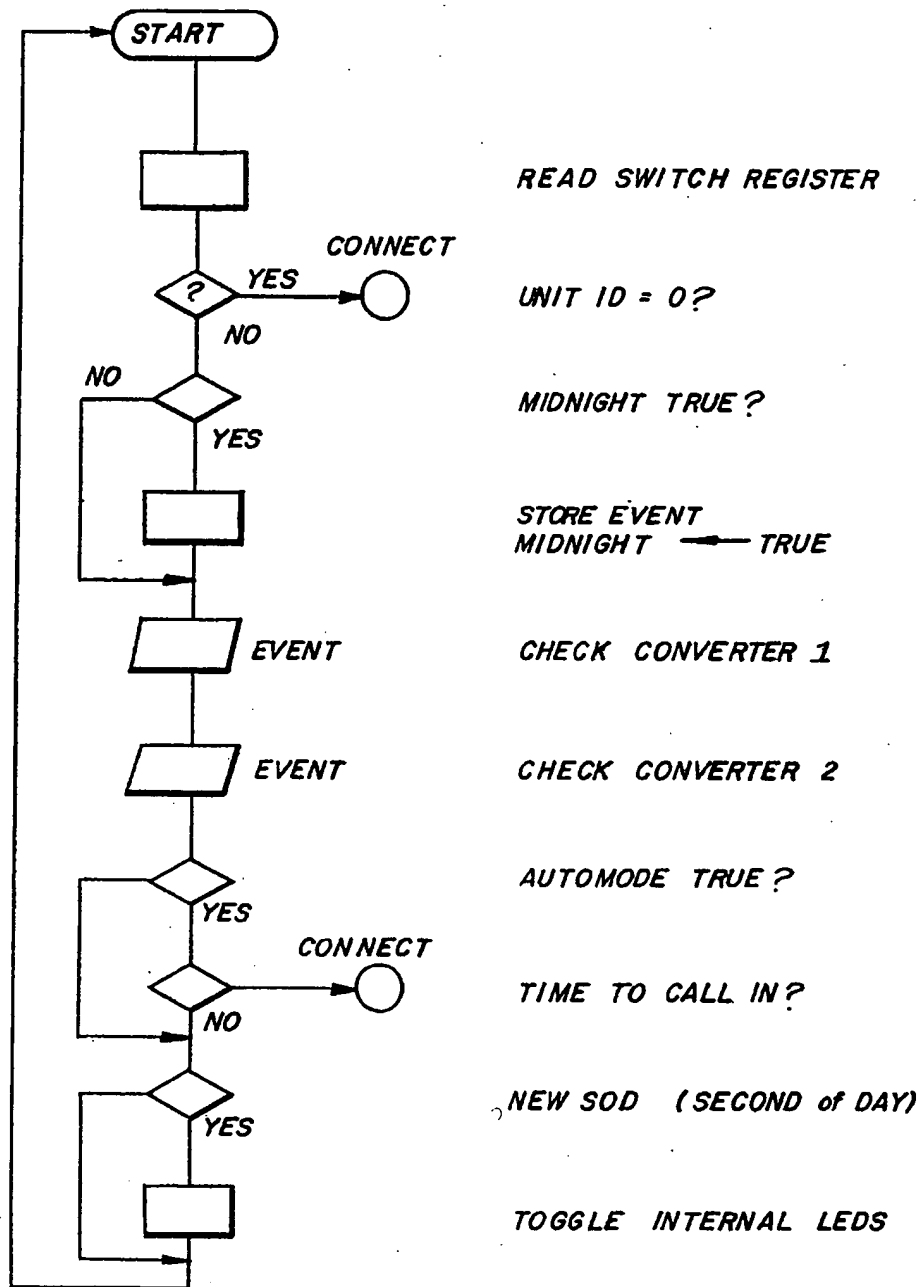 START
READ SWITCH REGISTER
CONNECT
? YES UNIT ID = 0?
NO
NO MIDNIGHT TRUE?
YES
STORE EVENT
MIDNIGHT ← TRUE
EVENT CHECK CONVERTER 1
EVENT CHECK CONVERTER 2
AUTOMODE TRUE?
YES
CONNECT
TIME TO CALL IN?
NO
NEW SOD (SECOND of DAY)
YES
TOGGLE INTERNAL LEDS